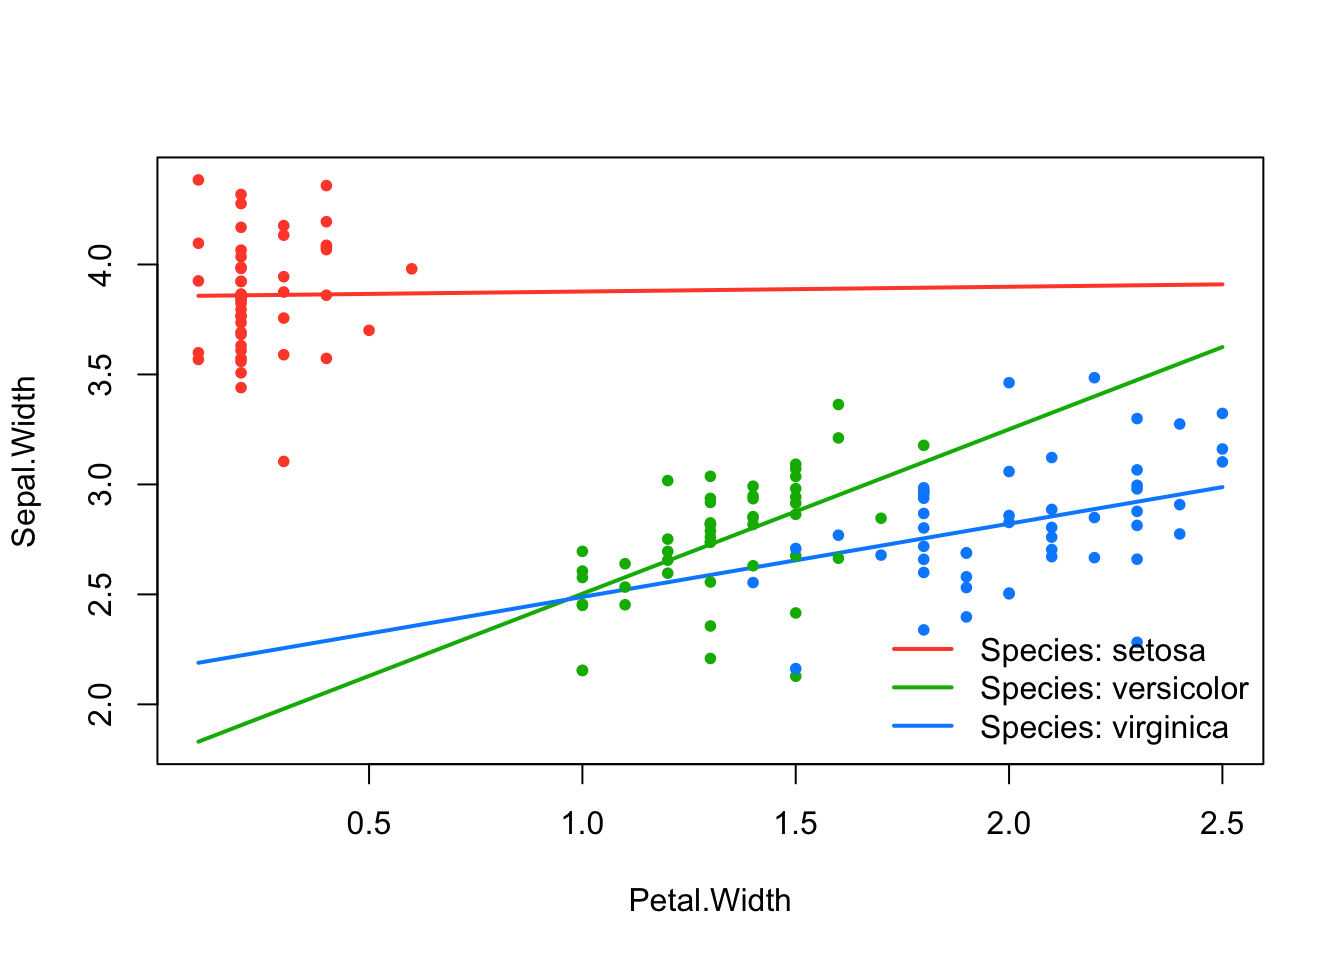 Sepal.Width
4.0
3.5
3.0
2.5
2.0
Species: setosa
Species: versicolor
Species: virginica
0.5 1.0 1.5 2.0 2.5
Petal.Width